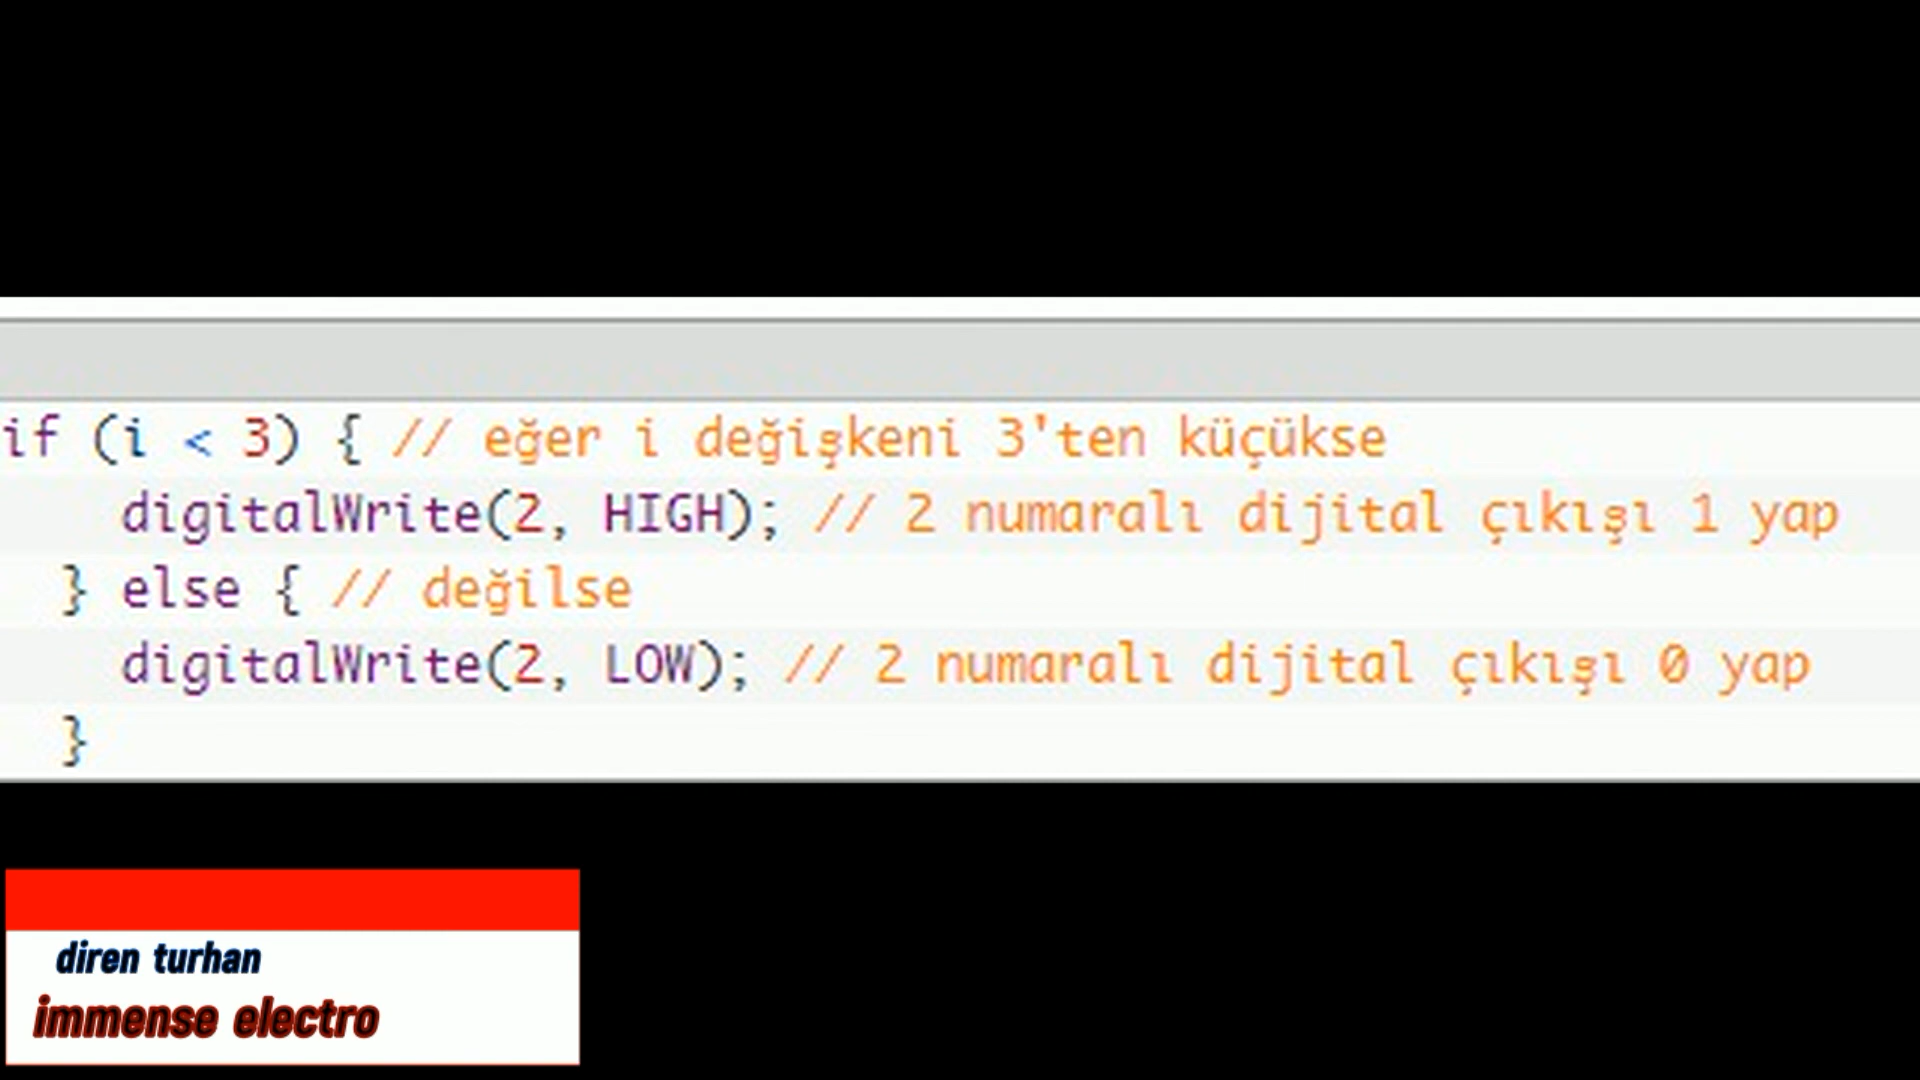 if (i < 3) { // eğer i değişkeni 3'ten küçükse
digitalWrite(2, HIGH); // 2 numaralı dijital çıkışı 1 yap
} else { // değilse
digitalWrite(2, LOW); // 2 numaralı dijital çıkışı 0 yap
}
diren turhan
immense electro